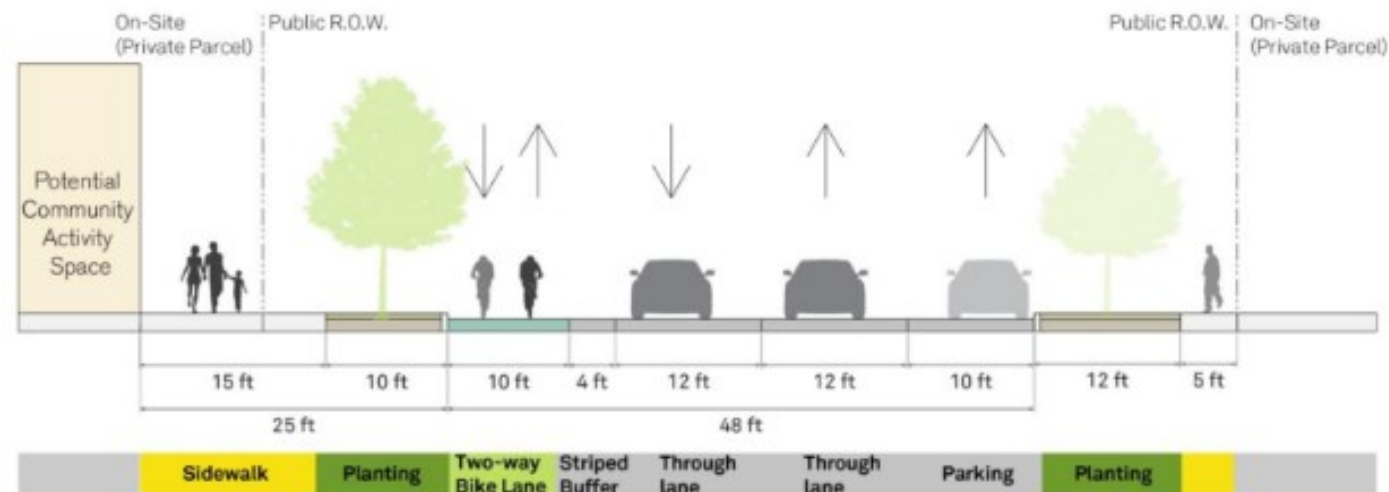 On-Site
(Private Parcel)
Public R.O.W.
Public R.O.W.
On-Site
(Private Parcel)
Potential
Community
Activity
Space
15 ft
10 ft
10 ft
4 ft
12 ft
12 ft
10 ft
12 ft
5 ft
25 ft
48 ft
Sidewalk
Planting
Two-way
Bike Lane
Striped
Buffer
Through
lane
Through
lane
Parking
Planting